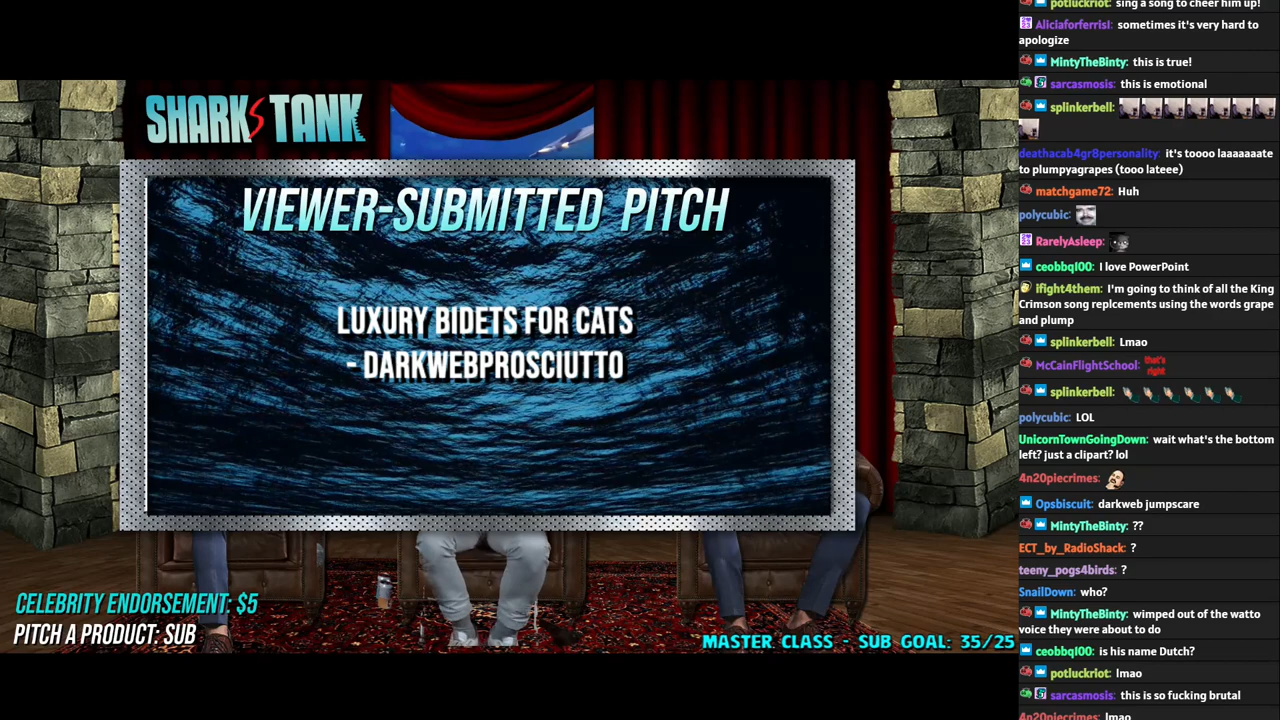 SHARKS TANK
VIEWER-SUBMITTED PITCH
LUXURY BIDETS FOR CATS
- DARKWEBPROSCIUTTO
CELEBRITY ENDORSEMENT: $5
PITCH A PRODUCT: SUB
MASTER CLASS - SUB GOAL: 35/25
potluckriot: sing a song to cheer him up!
Aliciaforferris1: sometimes it's very hard to
apologize
MintyTheBinty: this is true!
sarcasmosis: this is emotional
splinkerbell:
deathacab4gr8personality: it's toooo laaaaaaate
to plumpyagrapes (tooo lateee)
matchgame72: Huh
polycubic:
RarelyAsleep:
ceobbq100: I love PowerPoint
ifight4them: I'm going to think of all the King
Crimson song replcements using the words grape
and plump
splinkerbell: Lmao
McCainFlightSchool: that's
right
splinkerbell:
polycubic: LOL
UnicornTownGoingDown: wait what's the bottom
left? just a clipart? lol
4n20piecrimes:
Opsbiscuit: darkweb jumpscare
MintyTheBinty: ??
ECT_by_RadioShack: ?
teeny_pogs4birds: ?
SnailDown: who?
MintyTheBinty: wimped out of the watto
voice they were about to do
ceobbq100: is his name Dutch?
potluckriot: lmao
sarcasmosis: this is so fucking brutal
4n20piecrimes: lmao